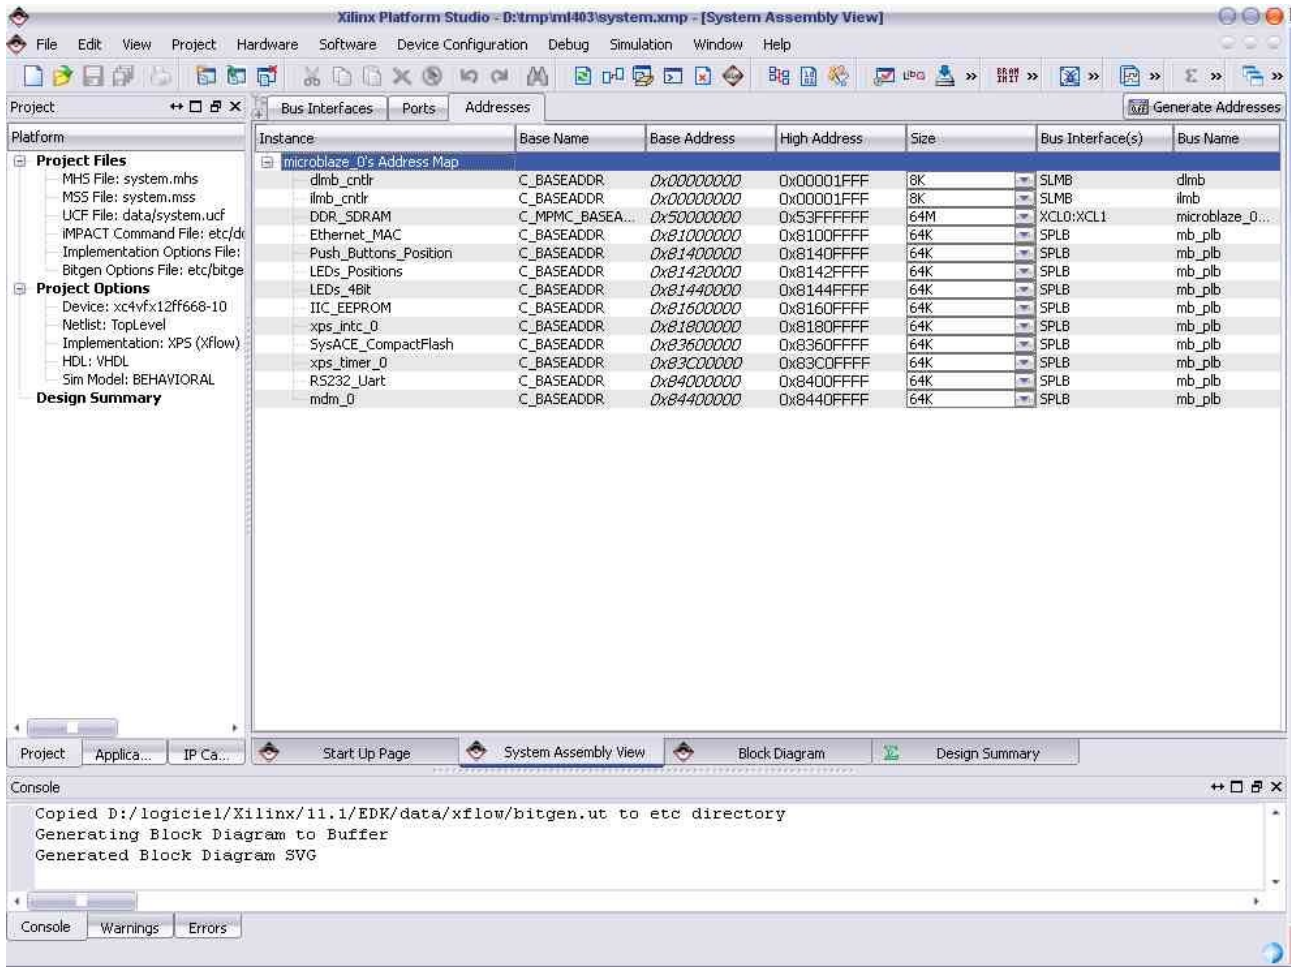 Xilinx Platform Studio - D:\tmp\ml403\system.xmp - [System Assembly View]
File Edit View Project Hardware Software Device Configuration Debug Simulation Window Help
Project
Bus Interfaces Ports Addresses Generate Addresses
Platform
Project Files
MHS File: system.mhs
MSS File: system.mss
UCF File: data/system.ucf
iMPACT Command File: etc/do
Implementation Options File:
Bitgen Options File: etc/bitge
Project Options
Device: xc4vfx12ff668-10
Netlist: TopLevel
Implementation: XPS (Xflow)
HDL: VHDL
Sim Model: BEHAVIORAL
Design Summary
Instance Base Name Base Address High Address Size Bus Interface(s) Bus Name
microblaze_0's Address Map
dlmb_cntlr C_BASEADDR 0x00000000 0x00001FFF 8K SLMB dlmb
ilmb_cntlr C_BASEADDR 0x00000000 0x00001FFF 8K SLMB ilmb
DDR_SDRAM C_MPMC_BASEA... 0x50000000 0x53FFFFFF 64M XCL0:XCL1 microblaze_0...
Ethernet_MAC C_BASEADDR 0x81000000 0x8100FFFF 64K SPLB mb_plb
Push_Buttons_Position C_BASEADDR 0x81400000 0x8140FFFF 64K SPLB mb_plb
LEDs_Positions C_BASEADDR 0x81420000 0x8142FFFF 64K SPLB mb_plb
LEDs_4Bit C_BASEADDR 0x81440000 0x8144FFFF 64K SPLB mb_plb
IIC_EEPROM C_BASEADDR 0x81600000 0x8160FFFF 64K SPLB mb_plb
xps_intc_0 C_BASEADDR 0x81800000 0x8180FFFF 64K SPLB mb_plb
SysACE_CompactFlash C_BASEADDR 0x83600000 0x8360FFFF 64K SPLB mb_plb
xps_timer_0 C_BASEADDR 0x83C00000 0x83C0FFFF 64K SPLB mb_plb
RS232_Uart C_BASEADDR 0x84000000 0x8400FFFF 64K SPLB mb_plb
mdm_0 C_BASEADDR 0x84400000 0x8440FFFF 64K SPLB mb_plb
Project Applica... IP Ca...
Start Up Page System Assembly View Block Diagram Design Summary
Console
Copied D:/logiciel/Xilinx/11.1/EDK/data/xflow/bitgen.ut to etc directory
Generating Block Diagram to Buffer
Generated Block Diagram SVG
Console Warnings Errors